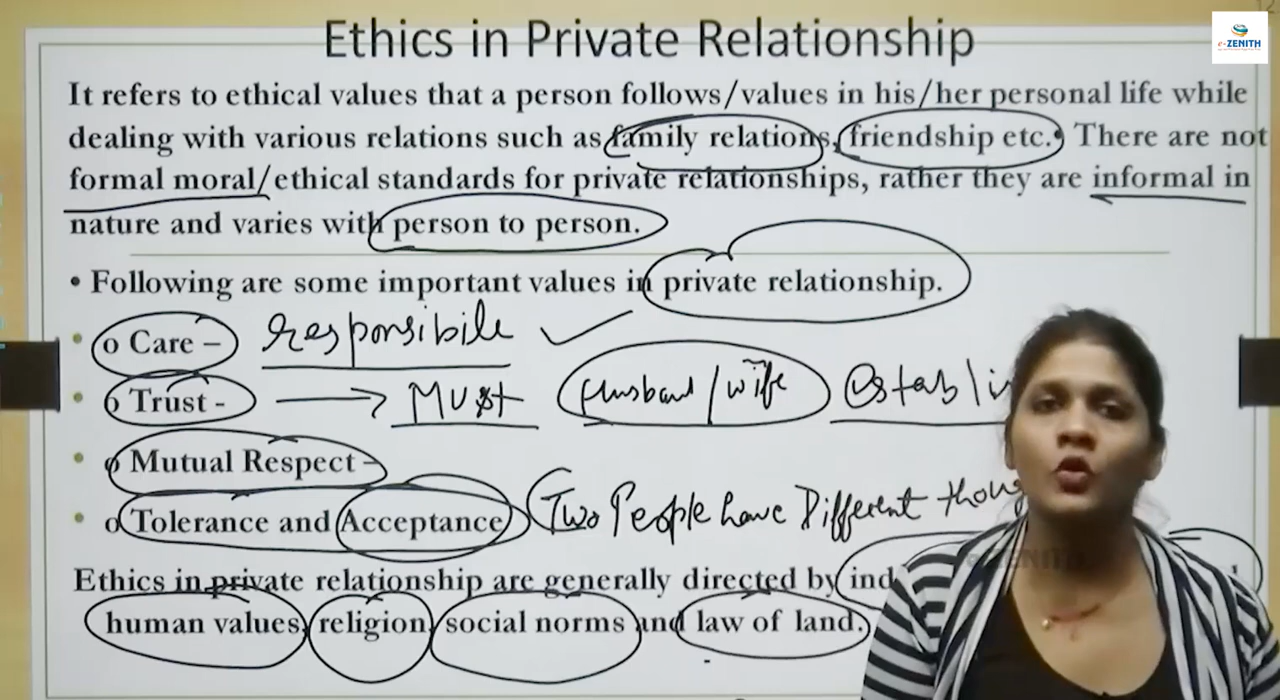 Ethics in Private Relationship
e-ZENITH
It refers to ethical values that a person follows/values in his/her personal life while
dealing with various relations such as family relations, friendship etc. There are not
formal moral/ethical standards for private relationships, rather they are informal in
nature and varies with person to person.
• Following are some important values in private relationship.
• o Care – Responsibile
• o Trust - → Must Husband/wife establi
• o Mutual Respect –
• o Tolerance and Acceptance Two People have Different thou
Ethics in private relationship are generally directed by ind
human values, religion, social norms and law of land.